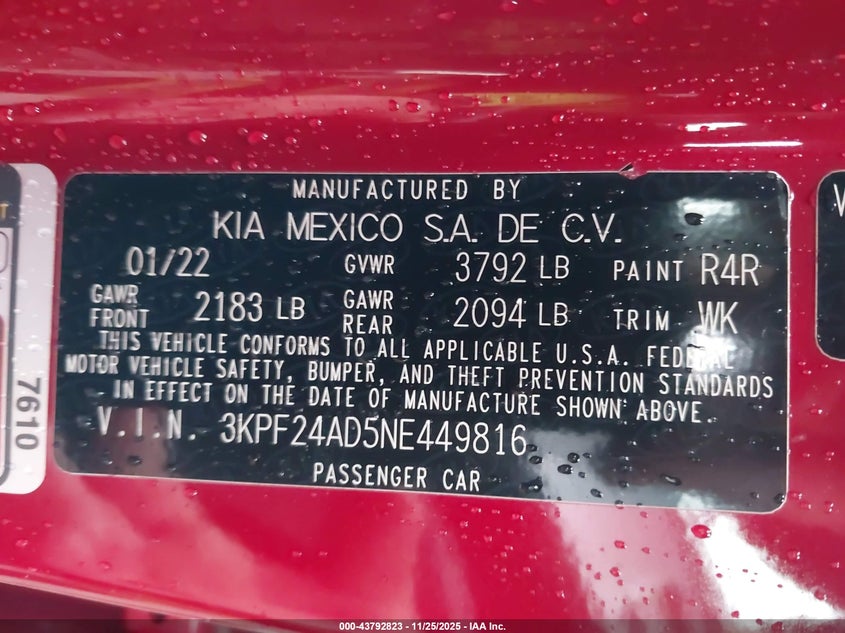 MANUFACTURED BY
KIA MEXICO S.A. DE C.V.
01/22 GVWR 3792 LB PAINT R4R
GAWR FRONT 2183 LB GAWR REAR 2094 LB TRIM WK
THIS VEHICLE CONFORMS TO ALL APPLICABLE U.S.A. FEDERAL
MOTOR VEHICLE SAFETY, BUMPER, AND THEFT PREVENTION STANDARDS
IN EFFECT ON THE DATE OF MANUFACTURE SHOWN ABOVE.
V.I.N. 3KPF24AD5NE449816
PASSENGER CAR
7610
000-43792823 - 11/25/2025 - IAA Inc.